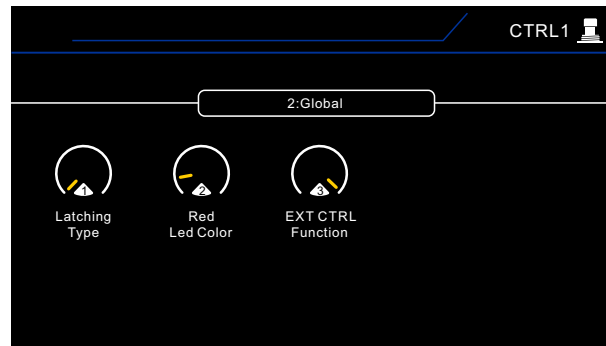 CTRL1
2:Global
1
2
3
Latching
Type
Red
Led Color
EXT CTRL
Function